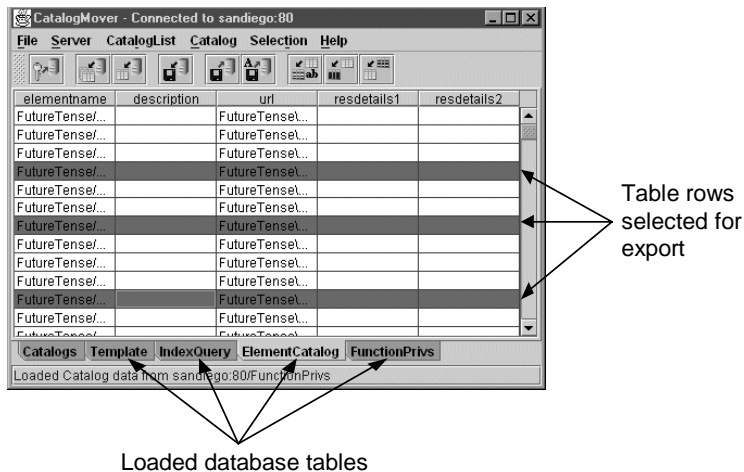 CatalogMover - Connected to sandiego:80
File Server CatalogList Catalog Selection Help
A
ab
elementname description url resdetails1 resdetails2
FutureTense/... FutureTense\...
FutureTense/... FutureTense\...
FutureTense/... FutureTense\...
FutureTense/... FutureTense\...
FutureTense/... FutureTense\...
FutureTense/... FutureTense\...
FutureTense/... FutureTense\...
FutureTense/... FutureTense\...
FutureTense/... FutureTense\...
FutureTense/... FutureTense\...
FutureTense/... FutureTense\...
FutureTense/... FutureTense\...
FutureTense/... FutureTense\...
Table rows
selected for
export
Catalogs Template IndexQuery ElementCatalog FunctionPrivs
Loaded Catalog data from sandiego:80/FunctionPrivs
Loaded database tables